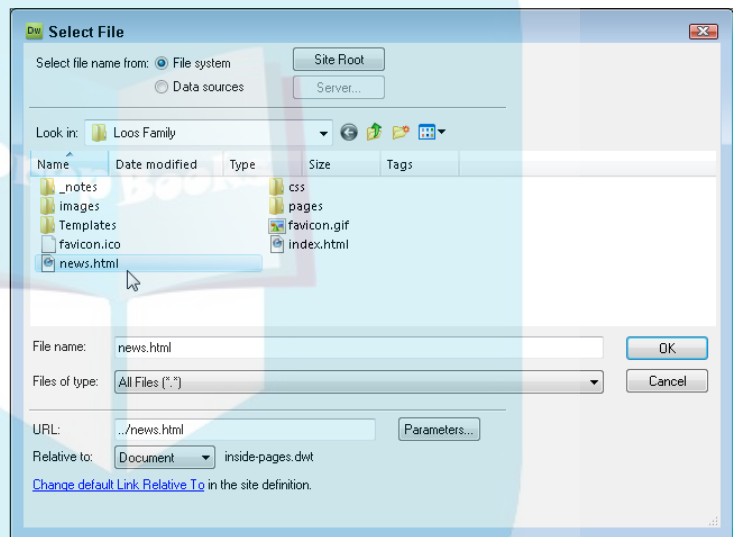 Dw Select File
Select file name from: File system
Site Root
Data sources
Server...
Look in: Loos Family
Name Date modified Type Size Tags
_notes
images
Templates
favicon.ico
news.html
css
pages
favicon.gif
index.html
File name: news.html
OK
Files of type: All Files (*.*)
Cancel
URL: ../news.html
Parameters...
Relative to: Document inside-pages.dwt
Change default Link Relative To in the site definition.